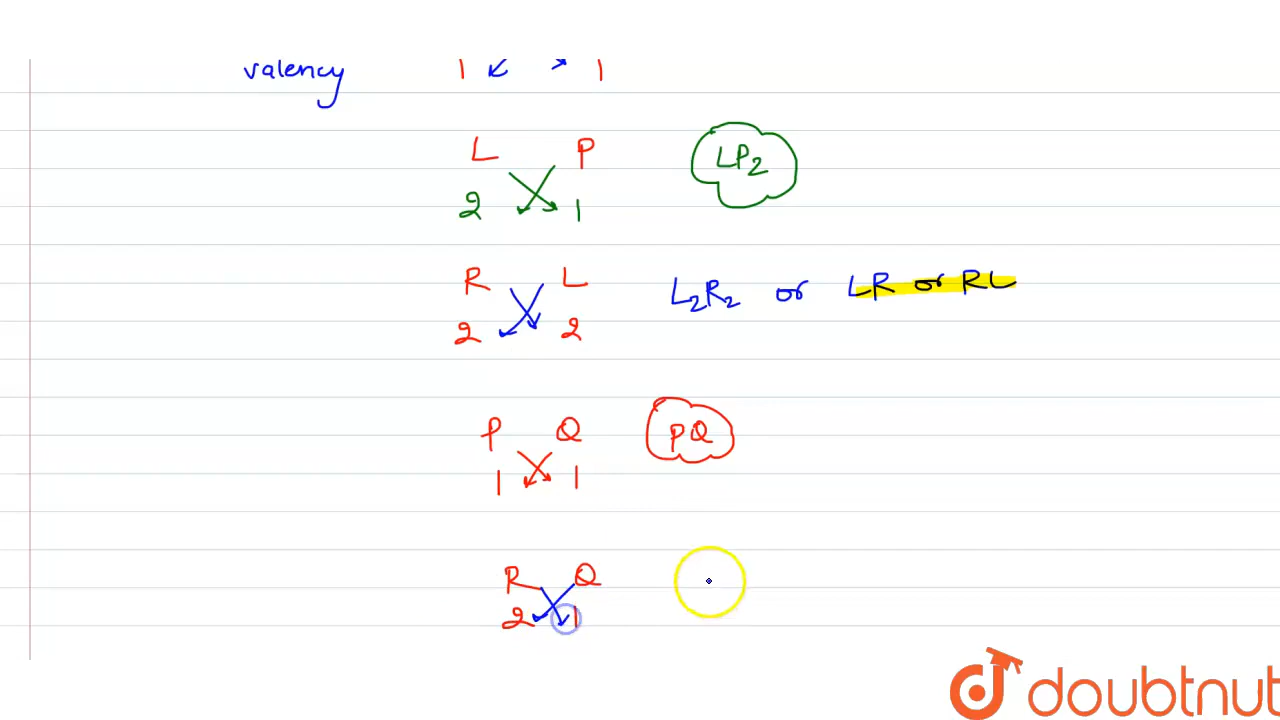 valency 1 1
L P LP2
2 1
R L L2R2 or LR or RL
2 2
P Q PQ
1 1
R Q
2 1
doubtnut